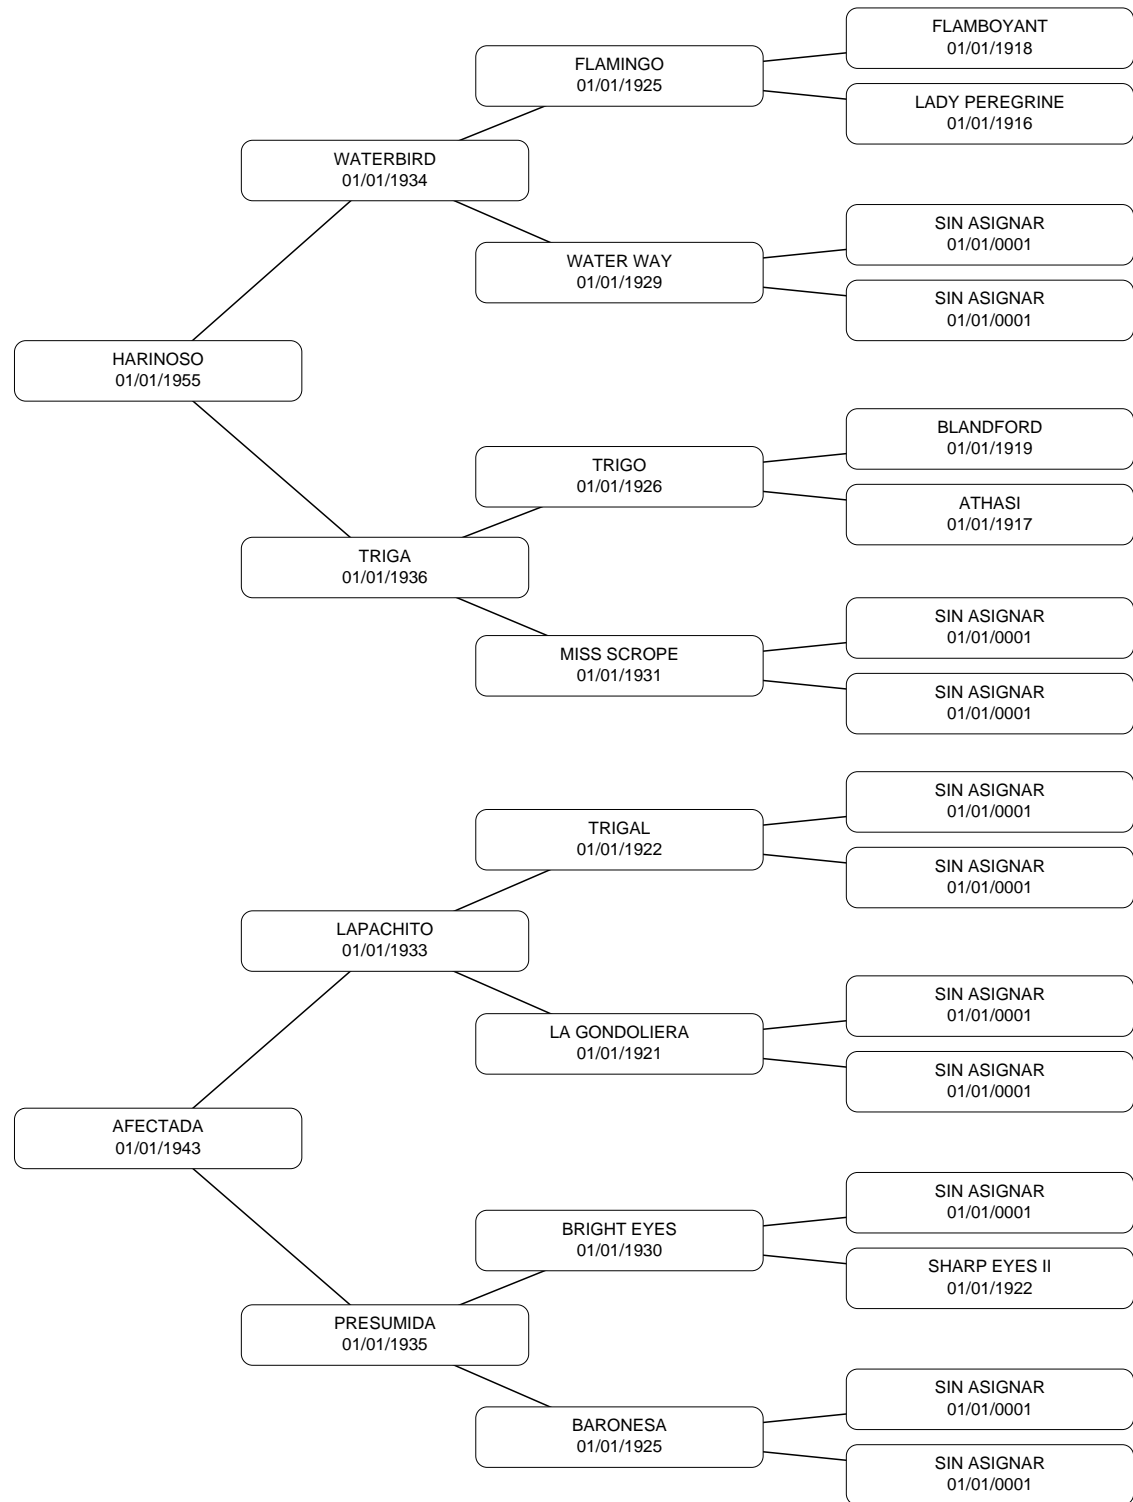 FLAMBOYANT
01/01/1918
FLAMINGO
01/01/1925
LADY PEREGRINE
01/01/1916
WATERBIRD
01/01/1934
SIN ASIGNAR
01/01/0001
WATER WAY
01/01/1929
SIN ASIGNAR
01/01/0001
HARINOSO
01/01/1955
BLANDFORD
01/01/1919
TRIGO
01/01/1926
ATHASI
01/01/1917
TRIGA
01/01/1936
SIN ASIGNAR
01/01/0001
MISS SCROPE
01/01/1931
SIN ASIGNAR
01/01/0001
SIN ASIGNAR
01/01/0001
TRIGAL
01/01/1922
SIN ASIGNAR
01/01/0001
LAPACHITO
01/01/1933
SIN ASIGNAR
01/01/0001
LA GONDOLIERA
01/01/1921
SIN ASIGNAR
01/01/0001
AFECTADA
01/01/1943
SIN ASIGNAR
01/01/0001
BRIGHT EYES
01/01/1930
SHARP EYES II
01/01/1922
PRESUMIDA
01/01/1935
SIN ASIGNAR
01/01/0001
BARONESA
01/01/1925
SIN ASIGNAR
01/01/0001